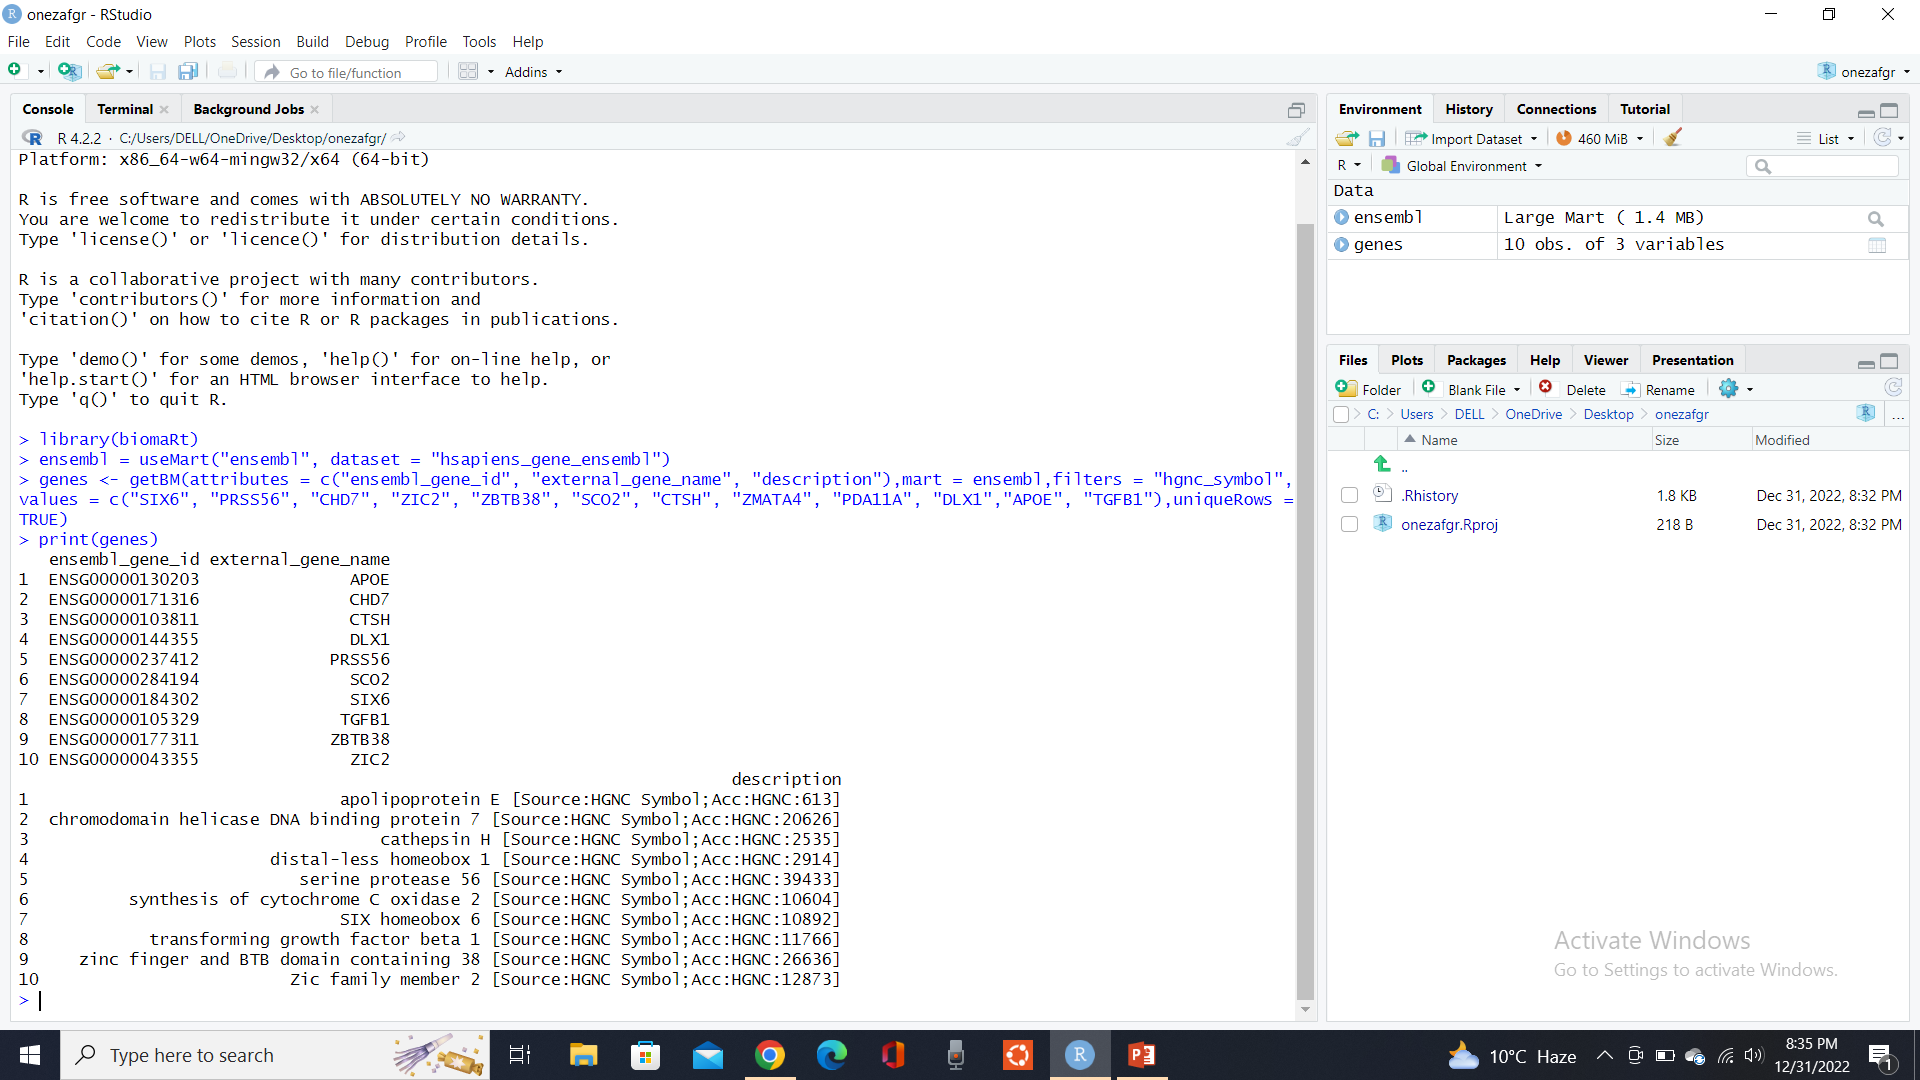 onezafgr - RStudio
File Edit Code View Plots Session Build Debug Profile Tools Help
Go to file/function Addins onezafgr
Console Terminal Background Jobs
R 4.2.2 · C:/Users/DELL/OneDrive/Desktop/onezafgr/
Platform: x86_64-w64-mingw32/x64 (64-bit)
R is free software and comes with ABSOLUTELY NO WARRANTY.
You are welcome to redistribute it under certain conditions.
Type 'license()' or 'licence()' for distribution details.
R is a collaborative project with many contributors.
Type 'contributors()' for more information and
'citation()' on how to cite R or R packages in publications.
Type 'demo()' for some demos, 'help()' for on-line help, or
'help.start()' for an HTML browser interface to help.
Type 'q()' to quit R.
> library(biomaRt)
> ensembl = useMart("ensembl", dataset = "hsapiens_gene_ensembl")
> genes <- getBM(attributes = c("ensembl_gene_id", "external_gene_name", "description"),mart = ensembl,filters = "hgnc_symbol",
values = c("SIX6", "PRSS56", "CHD7", "ZIC2", "ZBTB38", "SCO2", "CTSH", "ZMATA4", "PDA11A", "DLX1","APOE", "TGFB1"),uniqueRows =
TRUE)
> print(genes)
ensembl_gene_id external_gene_name
1 ENSG00000130203 APOE
2 ENSG00000171316 CHD7
3 ENSG00000103811 CTSH
4 ENSG00000144355 DLX1
5 ENSG00000237412 PRSS56
6 ENSG00000284194 SCO2
7 ENSG00000184302 SIX6
8 ENSG00000105329 TGFB1
9 ENSG00000177311 ZBTB38
10 ENSG00000043355 ZIC2
description
1 apolipoprotein E [Source:HGNC Symbol;Acc:HGNC:613]
2 chromodomain helicase DNA binding protein 7 [Source:HGNC Symbol;Acc:HGNC:20626]
3 cathepsin H [Source:HGNC Symbol;Acc:HGNC:2535]
4 distal-less homeobox 1 [Source:HGNC Symbol;Acc:HGNC:2914]
5 serine protease 56 [Source:HGNC Symbol;Acc:HGNC:39433]
6 synthesis of cytochrome C oxidase 2 [Source:HGNC Symbol;Acc:HGNC:10604]
7 SIX homeobox 6 [Source:HGNC Symbol;Acc:HGNC:10892]
8 transforming growth factor beta 1 [Source:HGNC Symbol;Acc:HGNC:11766]
9 zinc finger and BTB domain containing 38 [Source:HGNC Symbol;Acc:HGNC:26636]
10 Zic family member 2 [Source:HGNC Symbol;Acc:HGNC:12873]
>
Environment History Connections Tutorial
Import Dataset 460 MiB List
R Global Environment
Data
ensembl Large Mart ( 1.4 MB)
genes 10 obs. of 3 variables
Files Plots Packages Help Viewer Presentation
Folder Blank File Delete Rename
C: Users DELL OneDrive Desktop onezafgr ...
Name Size Modified
..
.Rhistory 1.8 KB Dec 31, 2022, 8:32 PM
onezafgr.Rproj 218 B Dec 31, 2022, 8:32 PM
Activate Windows
Go to Settings to activate Windows.
Type here to search
10°C Haze
8:35 PM
12/31/2022
1